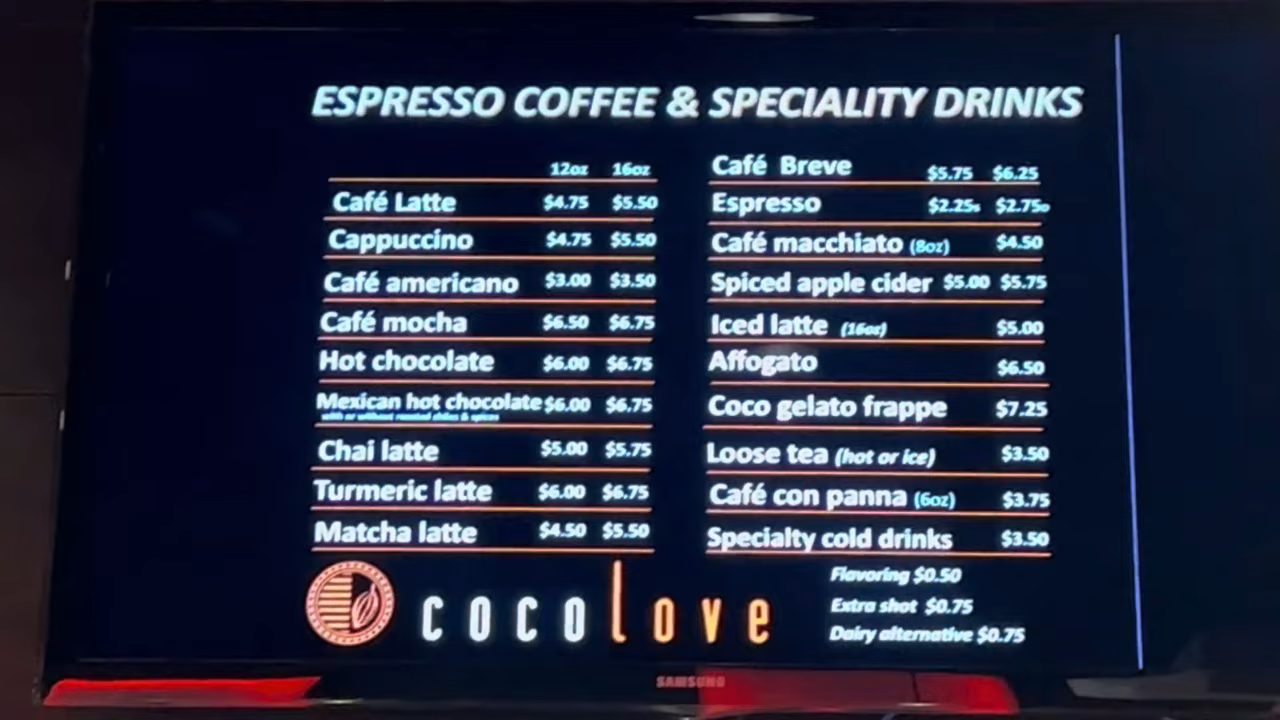 ESPRESSO COFFEE & SPECIALITY DRINKS
12oz 16oz
Café Latte $4.75 $5.50
Cappuccino $4.75 $5.50
Café americano $3.00 $3.50
Café mocha $6.50 $6.75
Hot chocolate $6.00 $6.75
Mexican hot chocolate $6.00 $6.75
with or without roasted chiles & spices
Chai latte $5.00 $5.75
Turmeric latte $6.00 $6.75
Matcha latte $4.50 $5.50
Café Breve $5.75 $6.25
Espresso $2.25s $2.75D
Café macchiato (8oz) $4.50
Spiced apple cider $5.00 $5.75
Iced latte (16oz) $5.00
Affogato $6.50
Coco gelato frappe $7.25
Loose tea (hot or ice) $3.50
Café con panna (6oz) $3.75
Specialty cold drinks $3.50
Flavoring $0.50
Extra shot $0.75
Dairy alternative $0.75
cocolove
SAMSUNG